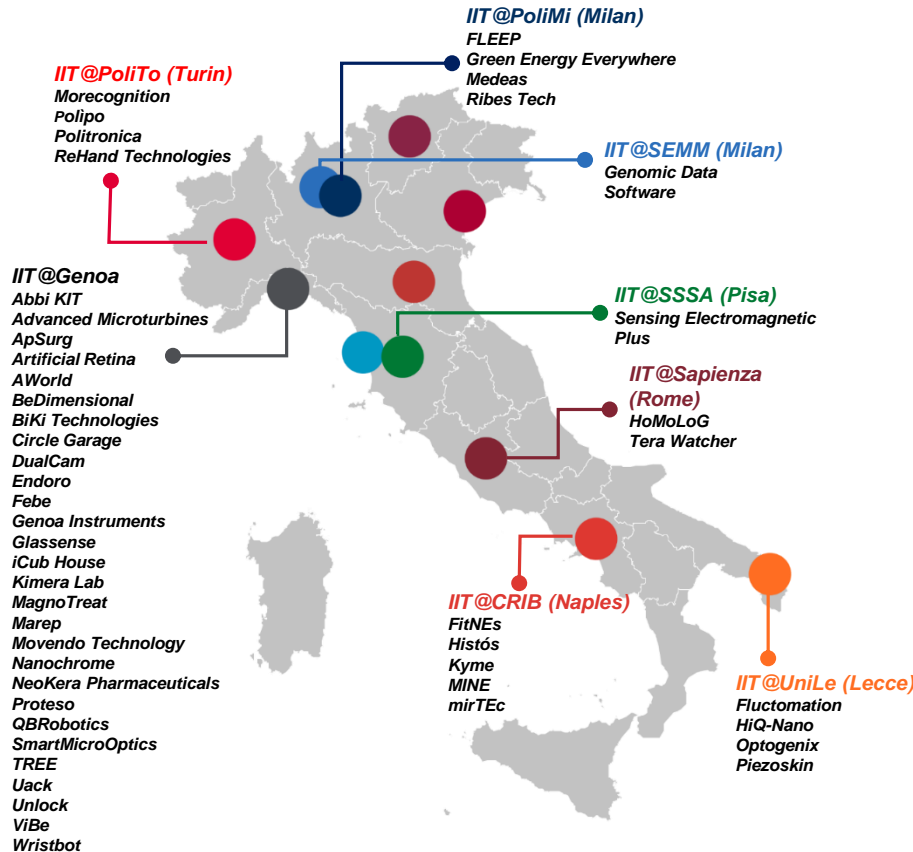 IIT@PoliMi (Milan)
FLEEP
Green Energy Everywhere
Medeas
Ribes Tech
IIT@PoliTo (Turin)
Morecognition
Polìpo
Politronica
ReHand Technologies
IIT@SEMM (Milan)
Genomic Data
Software
IIT@Genoa
Abbi KIT
Advanced Microturbines
ApSurg
Artificial Retina
AWorld
BeDimensional
BiKi Technologies
Circle Garage
DualCam
Endoro
Febe
Genoa Instruments
Glassense
iCub House
Kimera Lab
MagnoTreat
Marep
Movendo Technology
Nanochrome
NeoKera Pharmaceuticals
Proteso
QBRobotics
SmartMicroOptics
TREE
Uack
Unlock
ViBe
Wristbot
IIT@SSSA (Pisa)
Sensing Electromagnetic
Plus
IIT@Sapienza
(Rome)
HoMoLoG
Tera Watcher
IIT@CRIB (Naples)
FitNEs
Histós
Kyme
MINE
mirTEc
IIT@UniLe (Lecce)
Fluctomation
HiQ-Nano
Optogenix
Piezoskin